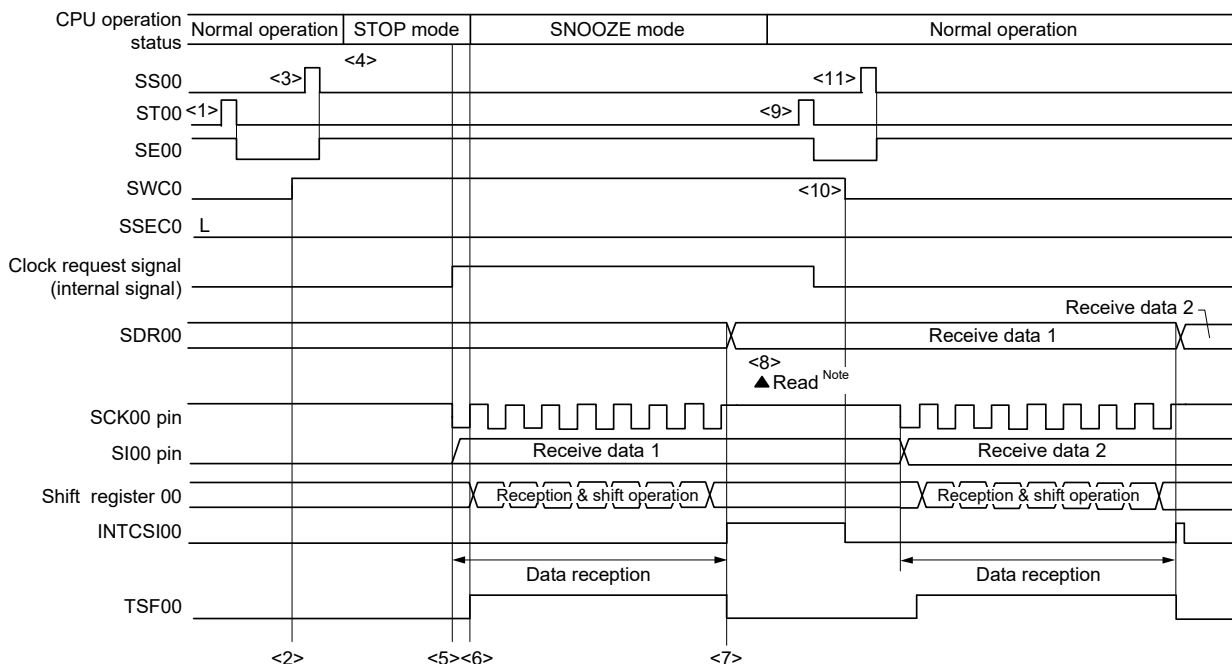 CPU operation
status
Normal operation
STOP mode
SNOOZE mode
Normal operation
<4>
SS00
<3>
<11>
ST00
<1>
<9>
SE00
SWC0
<10>
SSEC0
L
Clock request signal
(internal signal)
Receive data 2
SDR00
Receive data 1
<8>
▲ Read Note
SCK00 pin
SI00 pin
Receive data 1
Receive data 2
Shift register 00
Reception & shift operation
Reception & shift operation
INTCSI00
Data reception
Data reception
TSF00
<2>
<5>
<6>
<7>